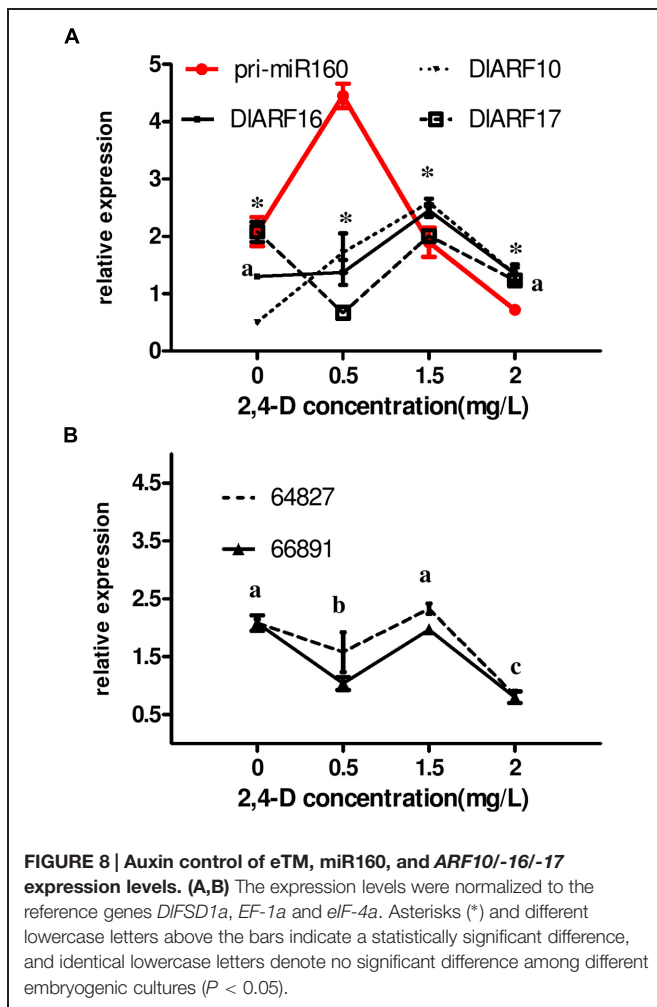 A
pri-miR160 DlARF10
DlARF16 DlARF17
relative expression
5
4
3
2
1
0
* * * *
a a
0 0.5 1.5 2
2,4-D concentration(mg/L)
B
64827
66891
relative expression
4.5
3.5
2.5
1.5
0.5
a b a c
0 0.5 1.5 2
2,4-D concentration(mg/L)
FIGURE 8 | Auxin control of eTM, miR160, and ARF10/-16/-17
expression levels. (A,B) The expression levels were normalized to the
reference genes DlFSD1a, EF-1a and eIF-4a. Asterisks (*) and different
lowercase letters above the bars indicate a statistically significant difference,
and identical lowercase letters denote no significant difference among different
embryogenic cultures (P < 0.05).